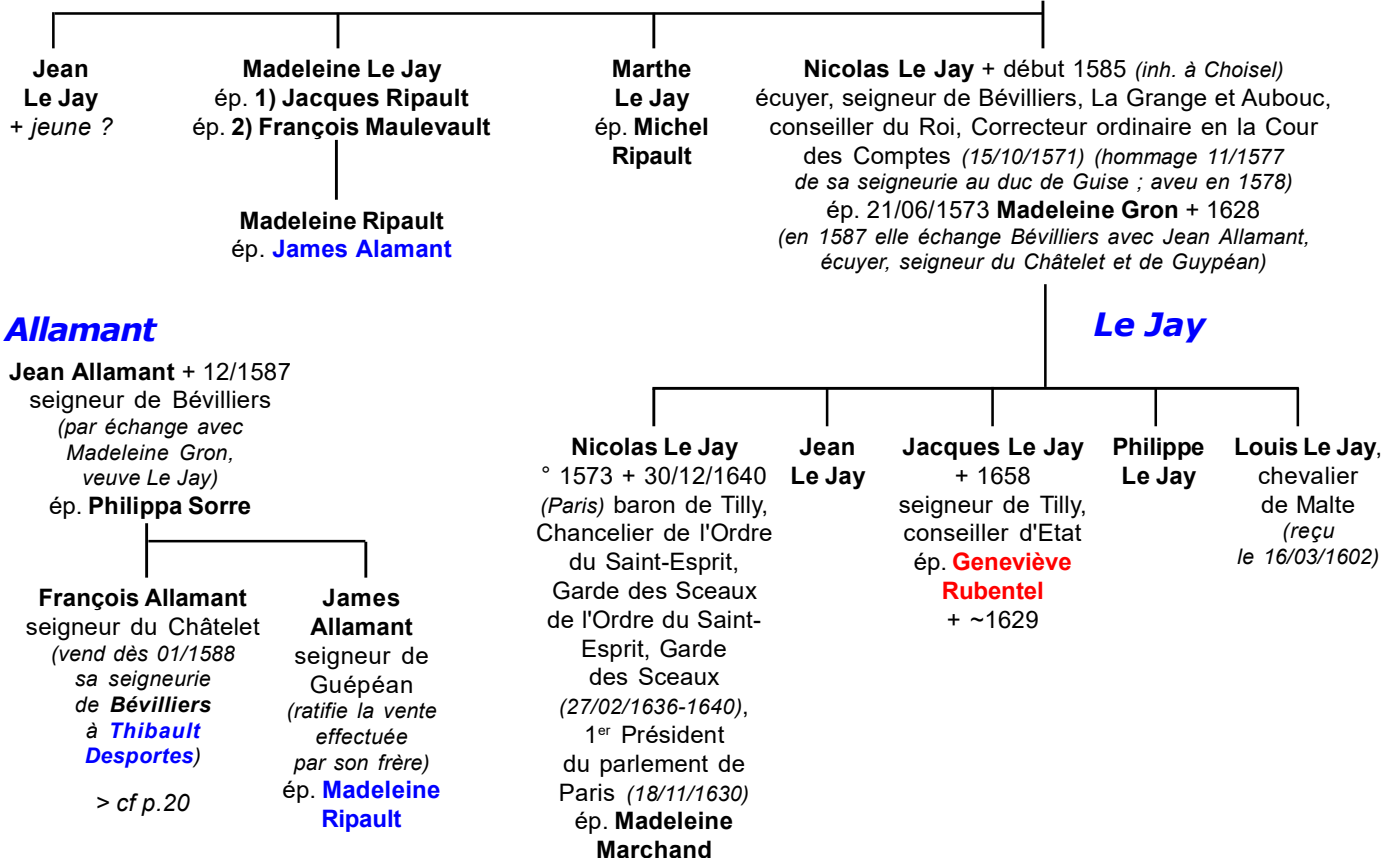 Jean
Le Jay
+ jeune ?
Madeleine Le Jay
ép. 1) Jacques Ripault
ép. 2) François Maulevault
Madeleine Ripault
ép. James Alamant
Marthe
Le Jay
ép. Michel
Ripault
Nicolas Le Jay + début 1585 (inh. à Choisel)
écuyer, seigneur de Bévilliers, La Grange et Aubouc,
conseiller du Roi, Correcteur ordinaire en la Cour
des Comptes (15/10/1571) (hommage 11/1577
de sa seigneurie au duc de Guise ; aveu en 1578)
ép. 21/06/1573 Madeleine Gron + 1628
(en 1587 elle échange Bévilliers avec Jean Allamant,
écuyer, seigneur du Châtelet et de Guypéan)
Allamant
Jean Allamant + 12/1587
seigneur de Bévilliers
(par échange avec
Madeleine Gron,
veuve Le Jay)
ép. Philippa Sorre
François Allamant
seigneur du Châtelet
(vend dès 01/1588
sa seigneurie
de Bévilliers
à Thibault
Desportes)
> cf p.20
James
Allamant
seigneur de
Guépéan
(ratifie la vente
effectuée
par son frère)
ép. Madeleine
Ripault
Le Jay
Nicolas Le Jay
° 1573 + 30/12/1640
(Paris) baron de Tilly,
Chancelier de l'Ordre
du Saint-Esprit,
Garde des Sceaux
de l'Ordre du Saint-
Esprit, Garde
des Sceaux
(27/02/1636-1640),
1er Président
du parlement de
Paris (18/11/1630)
ép. Madeleine
Marchand
Jean
Le Jay
Jacques Le Jay
+ 1658
seigneur de Tilly,
conseiller d'Etat
ép. Geneviève
Rubentel
+ ~1629
Philippe
Le Jay
Louis Le Jay,
chevalier
de Malte
(reçu
le 16/03/1602)